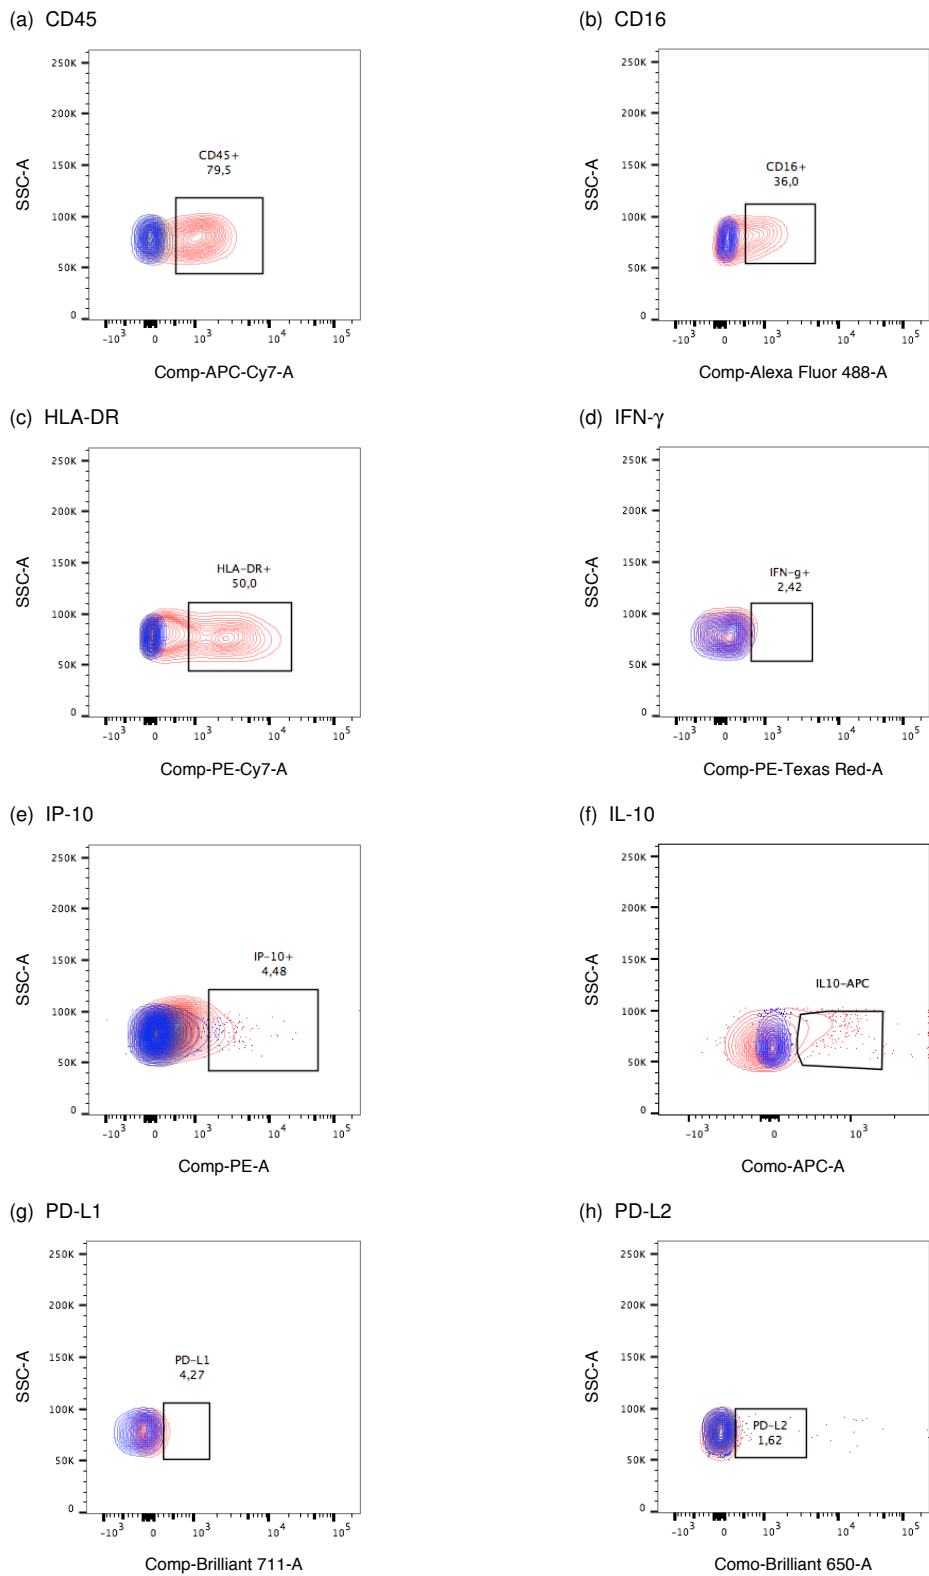 (a) CD45
250K
200K
150K
100K
50K
0
SSC-A
CD45+
79,5
-10³ 0 10³ 10⁴ 10⁵
Comp-APC-Cy7-A
(b) CD16
250K
200K
150K
100K
50K
0
SSC-A
CD16+
36,0
-10³ 0 10³ 10⁴ 10⁵
Comp-Alexa Fluor 488-A
(c) HLA-DR
250K
200K
150K
100K
50K
0
SSC-A
HLA-DR+
50,0
-10³ 0 10³ 10⁴ 10⁵
Comp-PE-Cy7-A
(d) IFN-γ
250K
200K
150K
100K
50K
0
SSC-A
IFN-g+
2,42
-10³ 0 10³ 10⁴ 10⁵
Comp-PE-Texas Red-A
(e) IP-10
250K
200K
150K
100K
50K
0
SSC-A
IP-10+
4,48
-10³ 0 10³ 10⁴ 10⁵
Comp-PE-A
(f) IL-10
250K
200K
150K
100K
50K
0
SSC-A
IL10-APC
-10³ 0 10³
Como-APC-A
(g) PD-L1
250K
200K
150K
100K
50K
0
SSC-A
PD-L1
4,27
-10³ 0 10³ 10⁴ 10⁵
Comp-Brilliant 711-A
(h) PD-L2
250K
200K
150K
100K
50K
0
SSC-A
PD-L2
1,62
-10³ 0 10³ 10⁴ 10⁵
Como-Brilliant 650-A